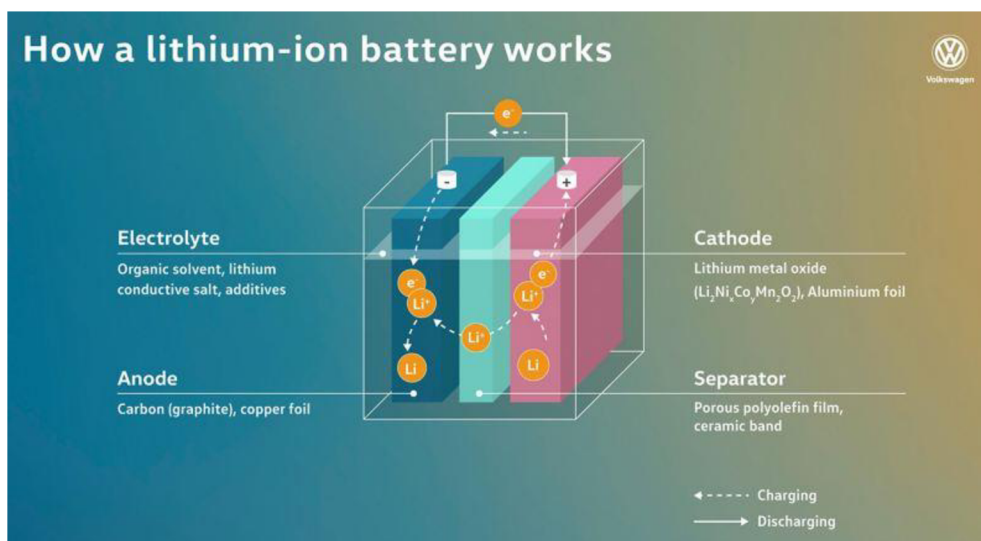 How a lithium-ion battery works
Volkswagen
e⁻
-
+
Electrolyte
Organic solvent, lithium
conductive salt, additives
Cathode
Lithium metal oxide
(Li₂NiₓCoᵧMn₂O₂), Aluminium foil
e⁻
Li⁺
e⁻
Li⁺
Li⁺
Li
Li
Anode
Carbon (graphite), copper foil
Separator
Porous polyolefin film,
ceramic band
Charging
Discharging